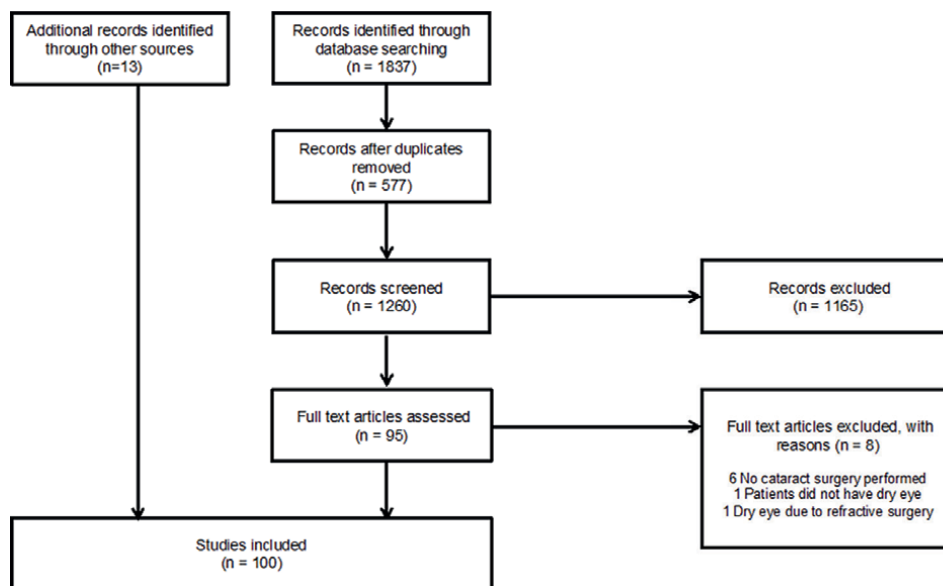 Additional records identified
through other sources
(n=13)
Records identified through
database searching
(n = 1837)
Records after duplicates
removed
(n = 577)
Records screened
(n = 1260)
Records excluded
(n = 1165)
Full text articles assessed
(n = 95)
Full text articles excluded, with
reasons (n = 8)
6 No cataract surgery performed
1 Patients did not have dry eye
1 Dry eye due to refractive surgery
Studies included
(n = 100)